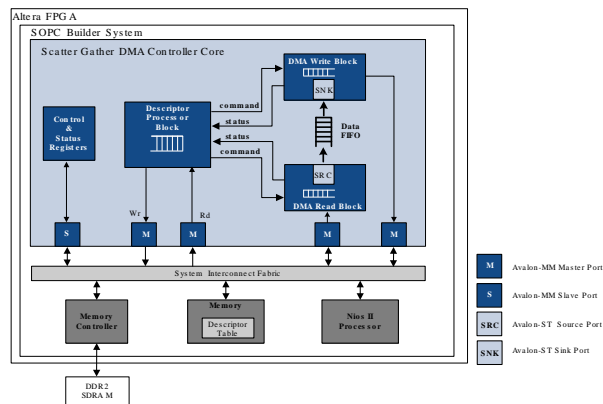 Altera FPGA
SOPC Builder System
Scatter Gather DMA Controller Core
DMA Write Block
SNK
command
Descriptor
Processor
Block
status
Control
&
Status
Registers
Data
FIFO
status
command
SRC
DMA Read Block
Wr
Rd
S
M
M
M
M
System Interconnect Fabric
Memory
Controller
Memory
Descriptor
Table
Nios II
Processor
DDR2
SDRAM
M Avalon-MM Master Port
S Avalon-MM Slave Port
SRC Avalon-ST Source Port
SNK Avalon-ST Sink Port